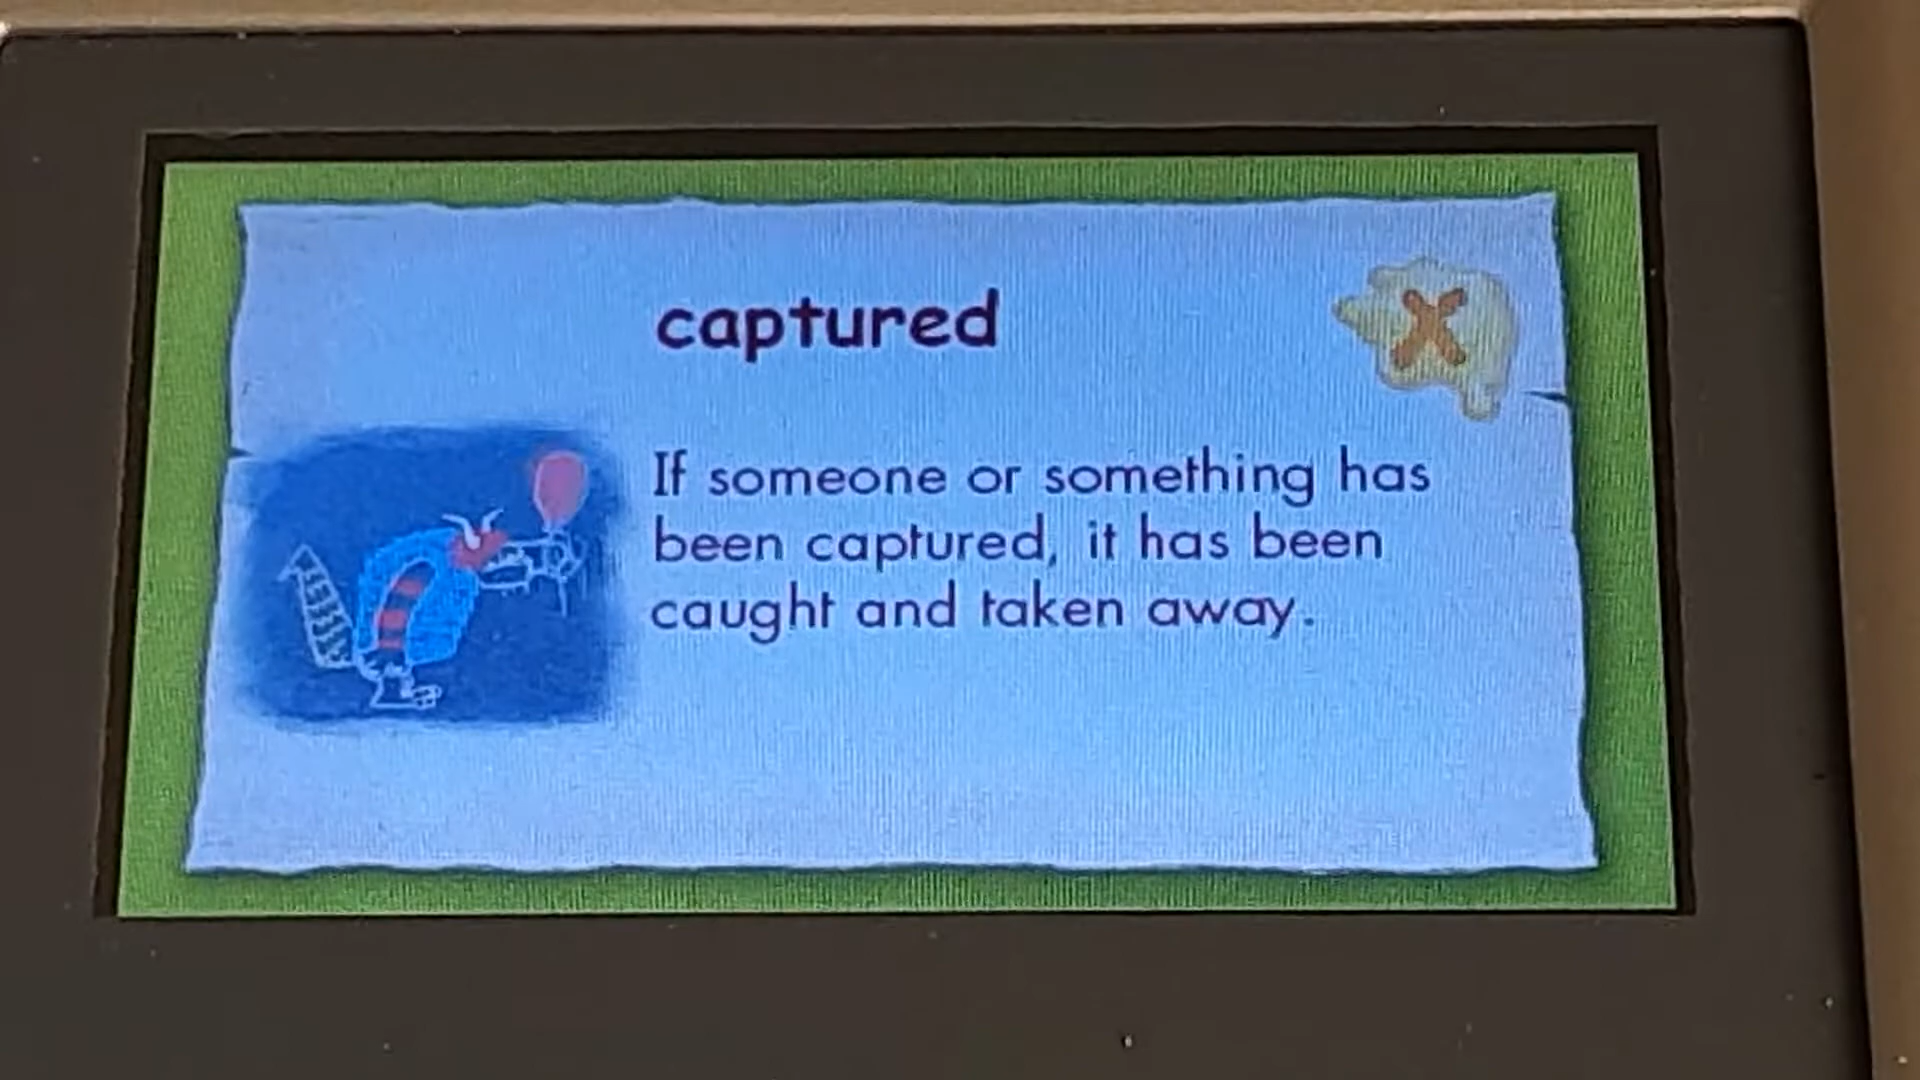 captured
X
If someone or something has
been captured, it has been
caught and taken away.